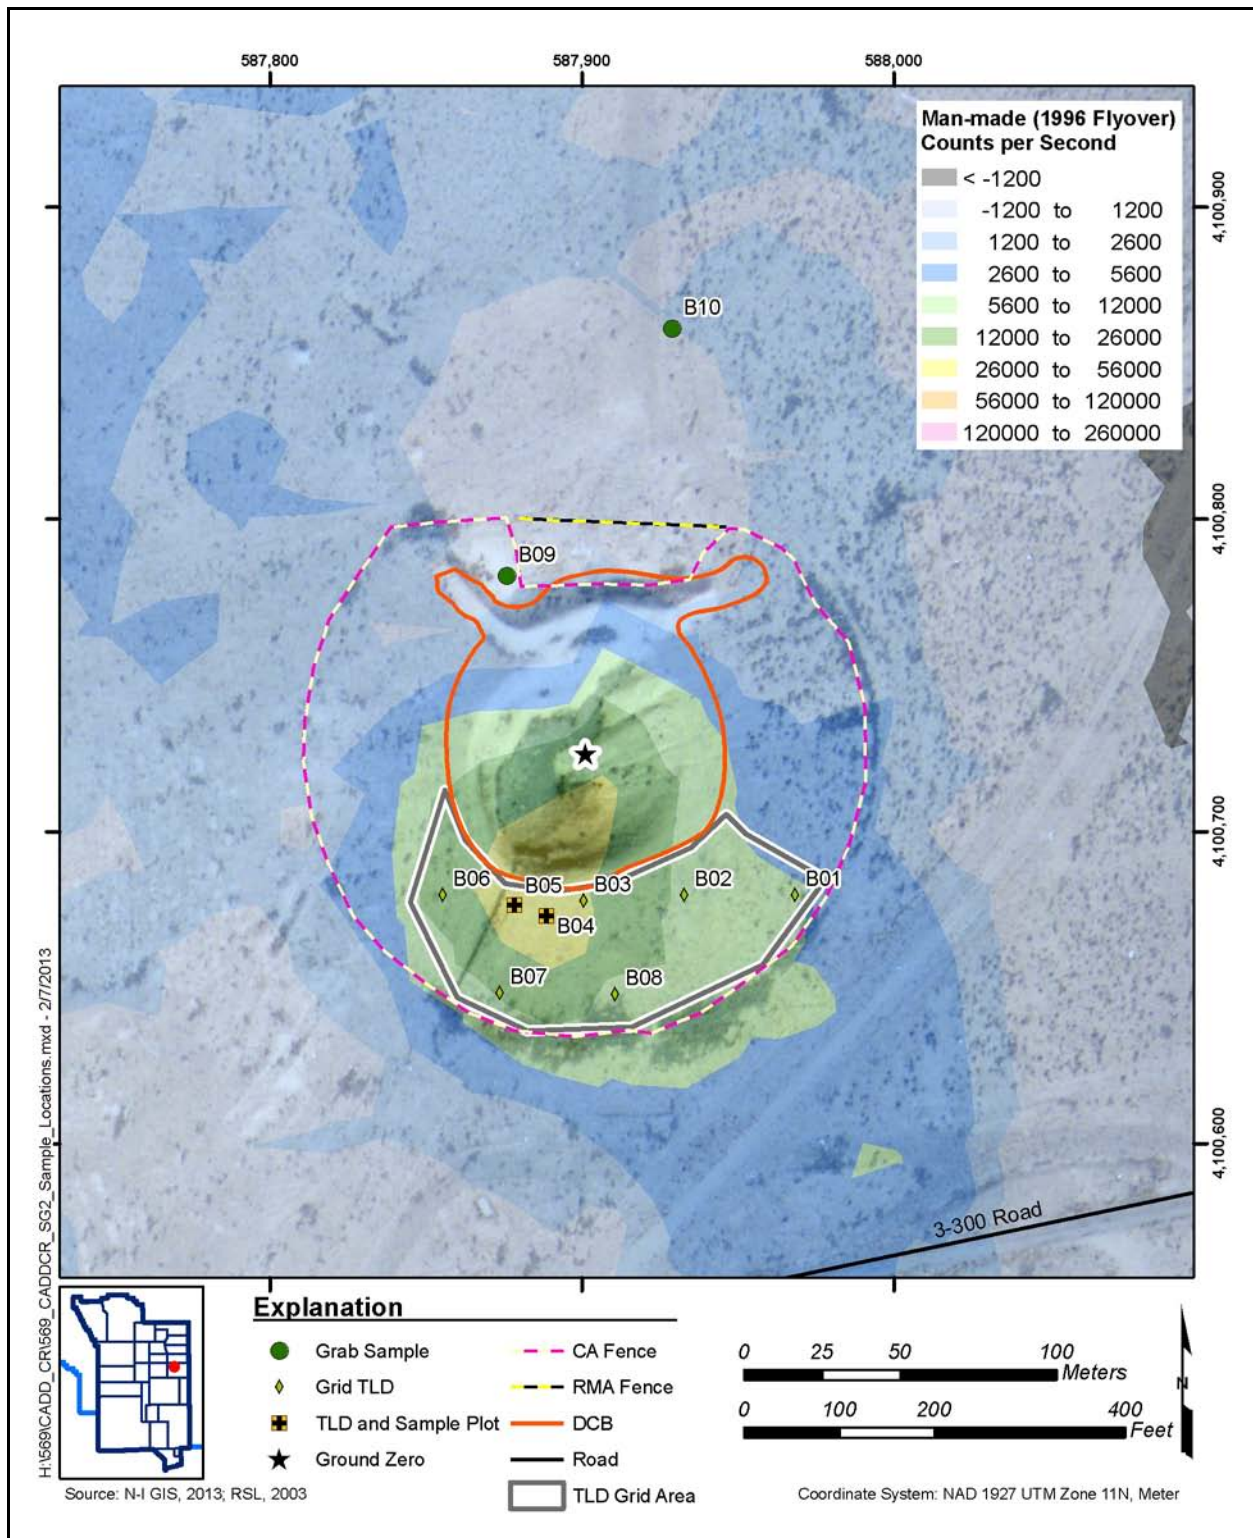 587,800
587,900
588,000
Man-made (1996 Flyover)
Counts per Second
< -1200
-1200 to 1200
1200 to 2600
2600 to 5600
5600 to 12000
12000 to 26000
26000 to 56000
56000 to 120000
120000 to 260000
4,100,900
4,100,800
4,100,700
4,100,600
B10
B09
B06
B05
B03
B02
B01
B04
B07
B08
3-300 Road
H:\569\CADD_CR\569_CADDCR_SG2_Sample_Locations.mxd - 2/7/2013
Explanation
Grab Sample
Grid TLD
TLD and Sample Plot
Ground Zero
CA Fence
RMA Fence
DCB
Road
TLD Grid Area
0 25 50 100
Meters
0 100 200 400
Feet
N
Source: N-I GIS, 2013; RSL, 2003
Coordinate System: NAD 1927 UTM Zone 11N, Meter